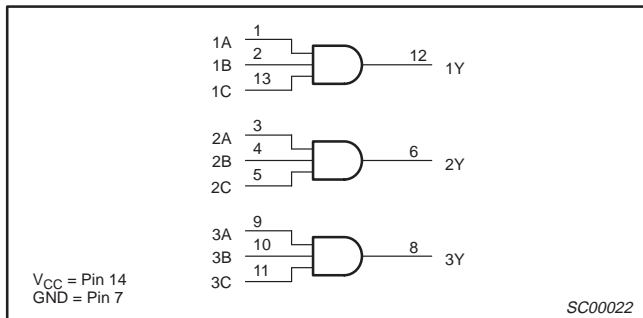 1A 1
1B 2 12 1Y
1C 13
2A 3
2B 4 6 2Y
2C 5
3A 9
3B 10 8 3Y
3C 11
VCC = Pin 14
GND = Pin 7
SC00022